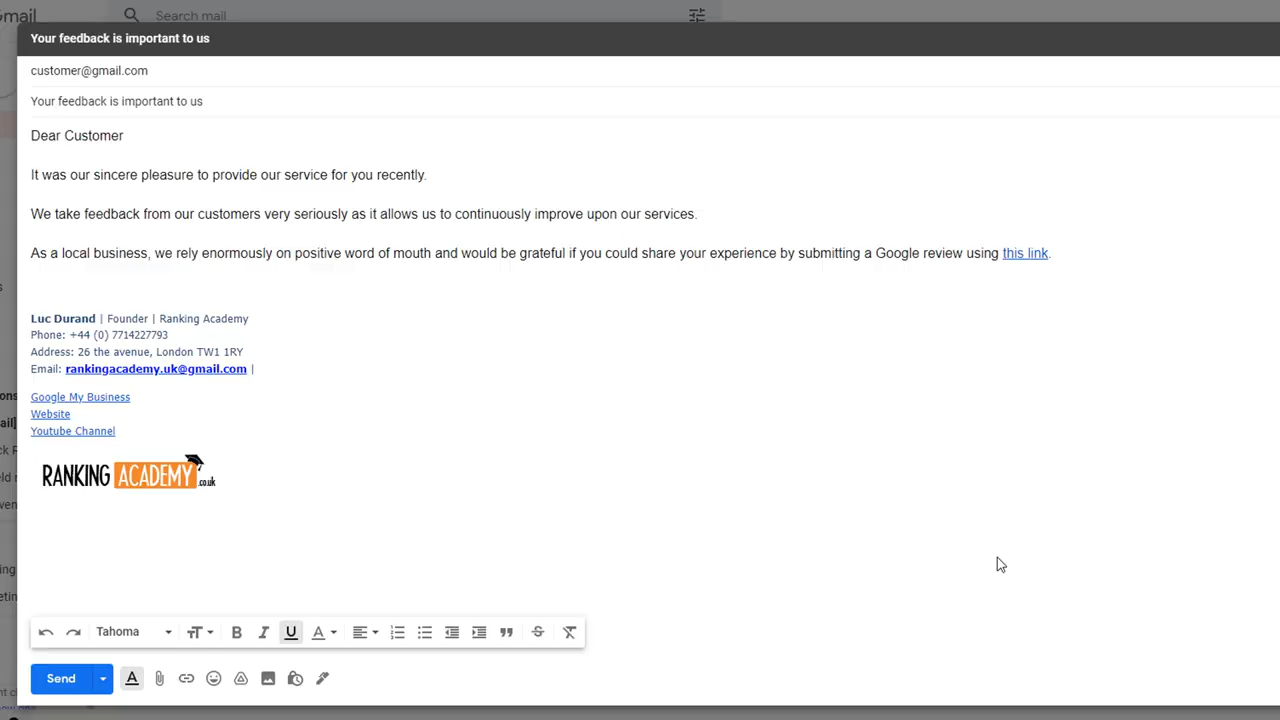 mail
Search mail
Your feedback is important to us
customer@gmail.com
Your feedback is important to us
Dear Customer
It was our sincere pleasure to provide our service for you recently.
We take feedback from our customers very seriously as it allows us to continuously improve upon our services.
As a local business, we rely enormously on positive word of mouth and would be grateful if you could share your experience by submitting a Google review using this link.
Luc Durand | Founder | Ranking Academy
Phone: +44 (0) 7714227793
Address: 26 the avenue, London TW1 1RY
Email: rankingacademy.uk@gmail.com |
Google My Business
Website
Youtube Channel
RANKING ACADEMY.co.uk
Tahoma
Send